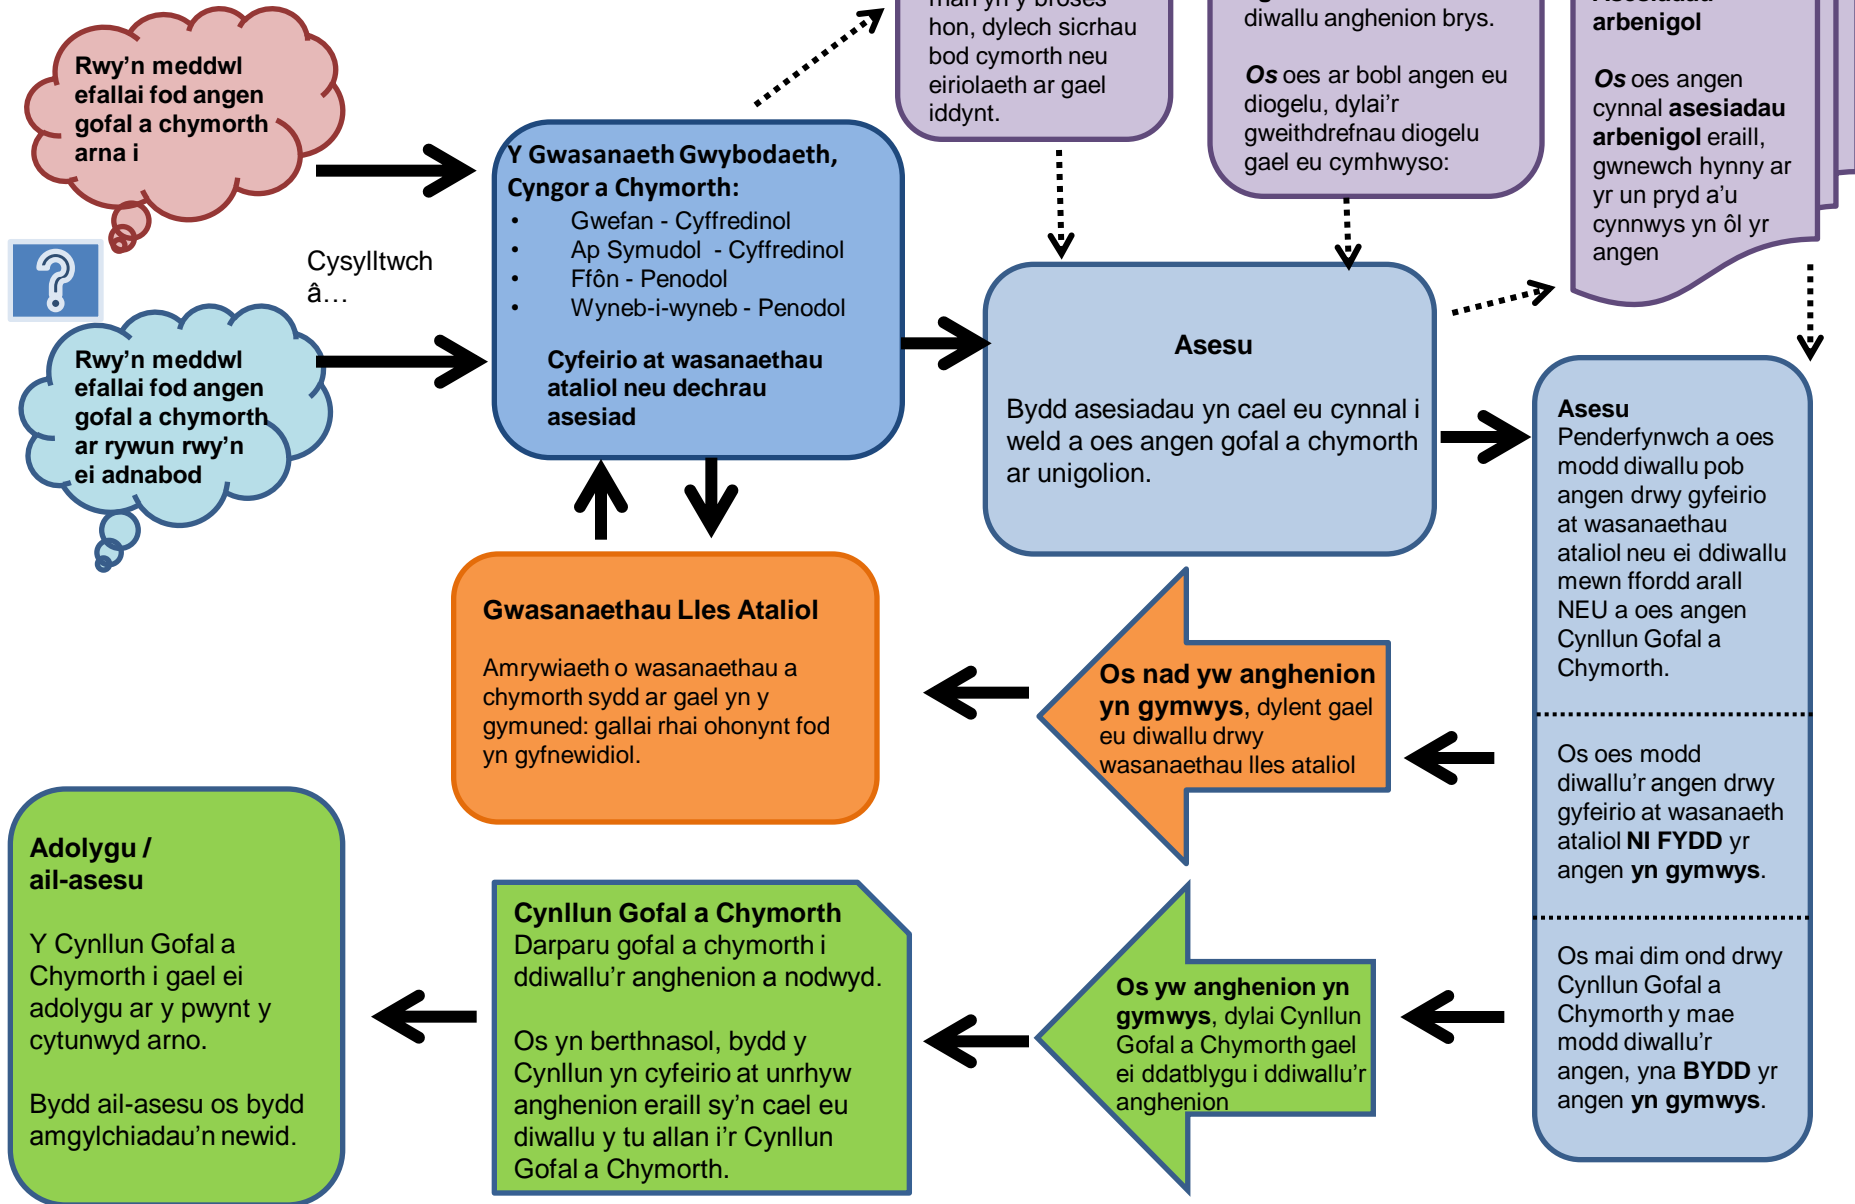 Rwy'n meddwl
efallai fod angen
gofal a chymorth
arna i
Cysylltwch
â…
Rwy'n meddwl
efallai fod angen
gofal a chymorth
ar rywun rwy'n
ei adnabod
Y Gwasanaeth Gwybodaeth,
Cyngor a Chymorth:
• Gwefan - Cyffredinol
• Ap Symudol - Cyffredinol
• Ffôn - Penodol
• Wyneb-i-wyneb - Penodol
Cyfeirio at wasanaethau
ataliol neu dechrau
asesiad
rhan yn y broses
hon, dylech sicrhau
bod cymorth neu
eiriolaeth ar gael
iddynt.
diwallu anghenion brys.
Os oes ar bobl angen eu
diogelu, dylai'r
gweithdrefnau diogelu
gael eu cymhwyso:
Asesiadau
arbenigol
Os oes angen
cynnal asesiadau
arbenigol eraill,
gwnewch hynny ar
yr un pryd a'u
cynnwys yn ôl yr
angen
Asesu
Bydd asesiadau yn cael eu cynnal i
weld a oes angen gofal a chymorth
ar unigolion.
Asesu
Penderfynwch a oes
modd diwallu pob
angen drwy gyfeirio
at wasanaethau
ataliol neu ei ddiwallu
mewn ffordd arall
NEU a oes angen
Cynllun Gofal a
Chymorth.
Os oes modd
diwallu'r angen drwy
gyfeirio at wasanaeth
ataliol NI FYDD yr
angen yn gymwys.
Os mai dim ond drwy
Cynllun Gofal a
Chymorth y mae
modd diwallu'r
angen, yna BYDD yr
angen yn gymwys.
Gwasanaethau Lles Ataliol
Amrywiaeth o wasanaethau a
chymorth sydd ar gael yn y
gymuned: gallai rhai ohonynt fod
yn gyfnewidiol.
Os nad yw anghenion
yn gymwys, dylent gael
eu diwallu drwy
wasanaethau lles ataliol
Os yw anghenion yn
gymwys, dylai Cynllun
Gofal a Chymorth gael
ei ddatblygu i ddiwallu'r
anghenion
Cynllun Gofal a Chymorth
Darparu gofal a chymorth i
ddiwallu'r anghenion a nodwyd.
Os yn berthnasol, bydd y
Cynllun yn cyfeirio at unrhyw
anghenion eraill sy'n cael eu
diwallu y tu allan i'r Cynllun
Gofal a Chymorth.
Adolygu /
ail-asesu
Y Cynllun Gofal a
Chymorth i gael ei
adolygu ar y pwynt y
cytunwyd arno.
Bydd ail-asesu os bydd
amgylchiadau'n newid.